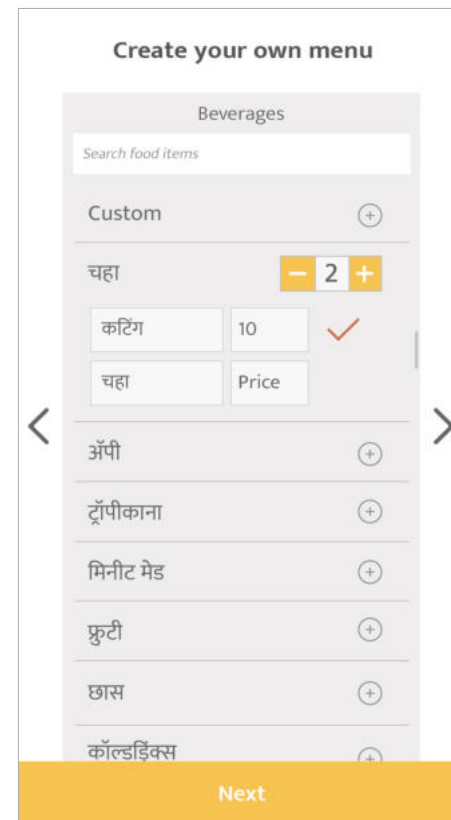 Create your own menu
Beverages
Search food items
Custom
चहा
2
कटिंग 10
चहा Price
ॲपी
ट्रॉपीकाना
मिनीट मेड
फ्रुटी
छास
कॉल्डड्रिंक्स
Next